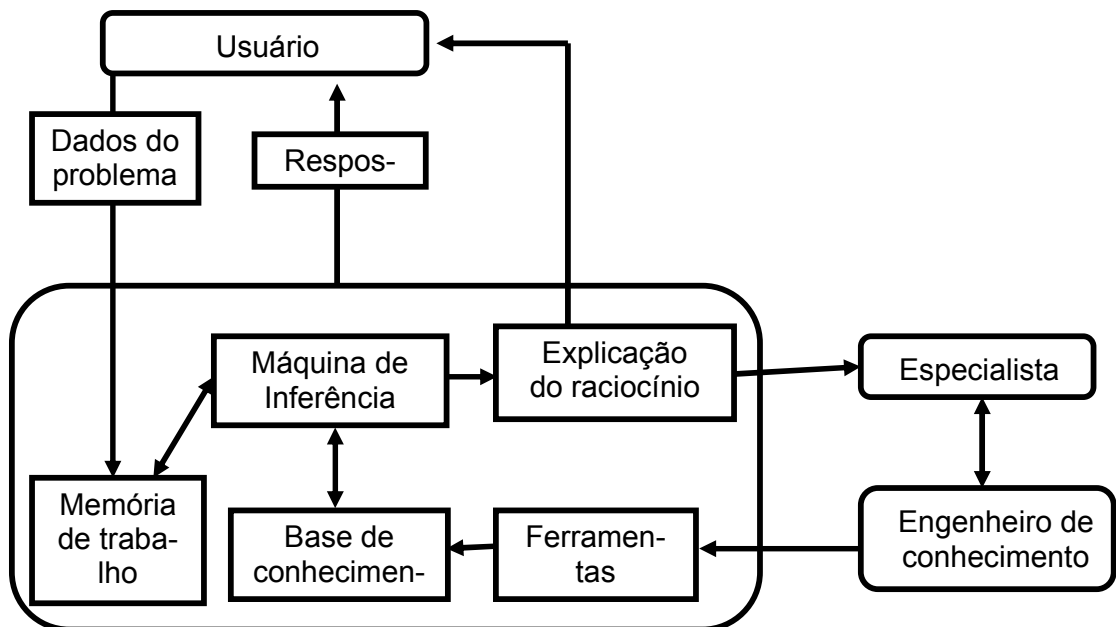 Usuário
Dados do
problema
Respos-
Máquina de
Inferência
Explicação
do raciocínio
Especialista
Memória
de traba-
lho
Base de
conhecimen-
Ferramen-
tas
Engenheiro de
conhecimento